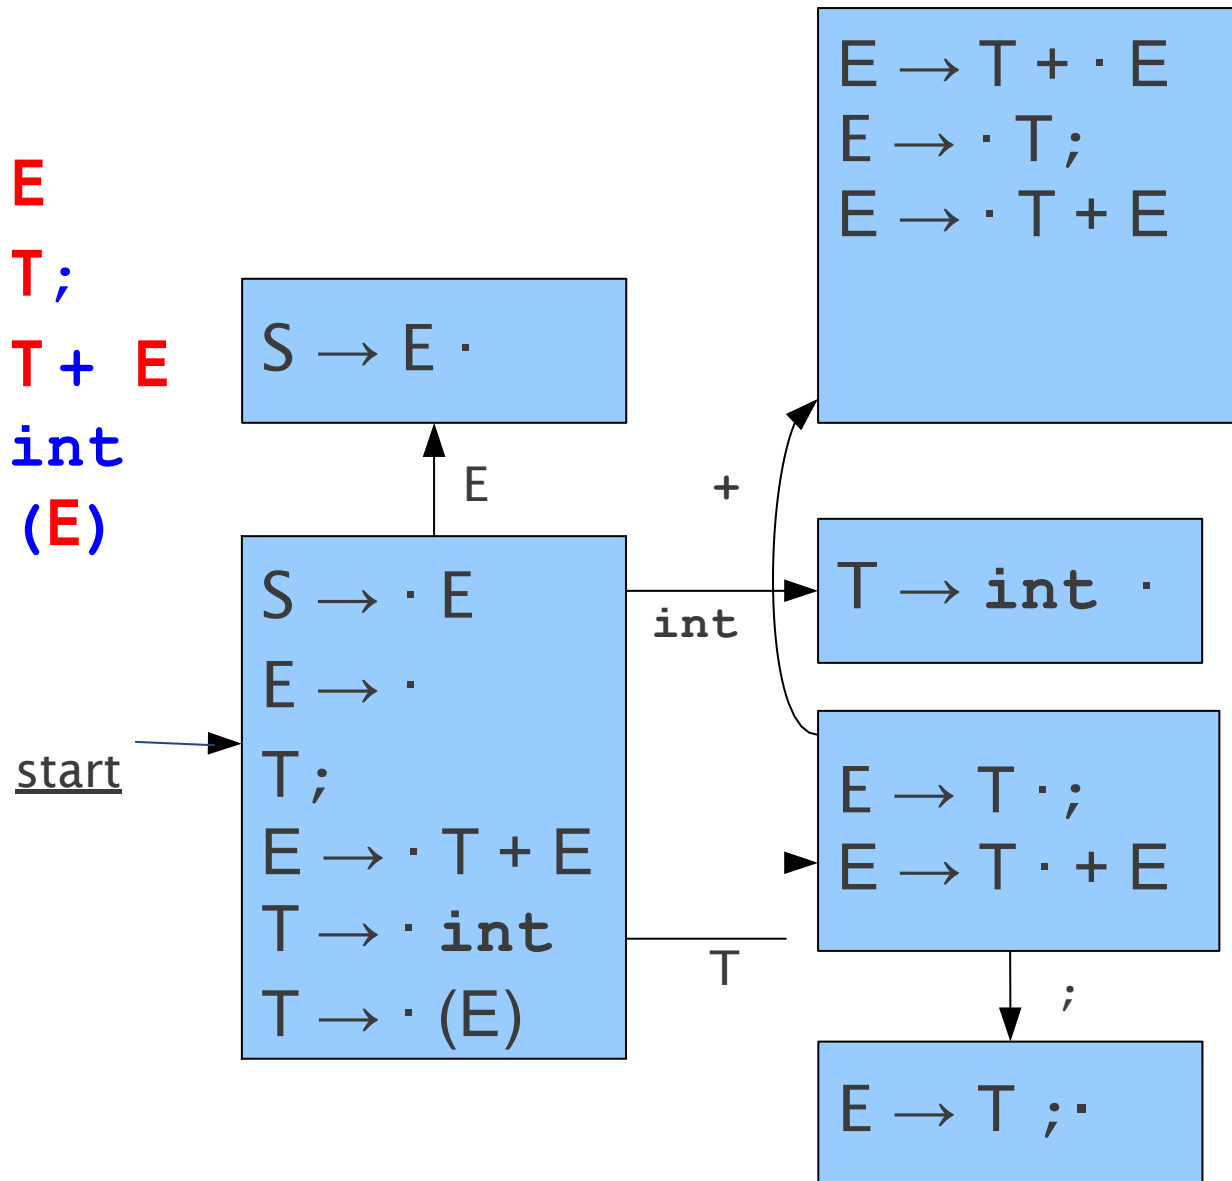 E
T;
T + E
int
(E)
S → E ·
E
start
S → · E
E → ·
T;
E → · T + E
T → · int
T → · (E)
int
T
+
E → T + · E
E → · T;
E → · T + E
T → int ·
E → T · ;
E → T · + E
;
E → T ; ·